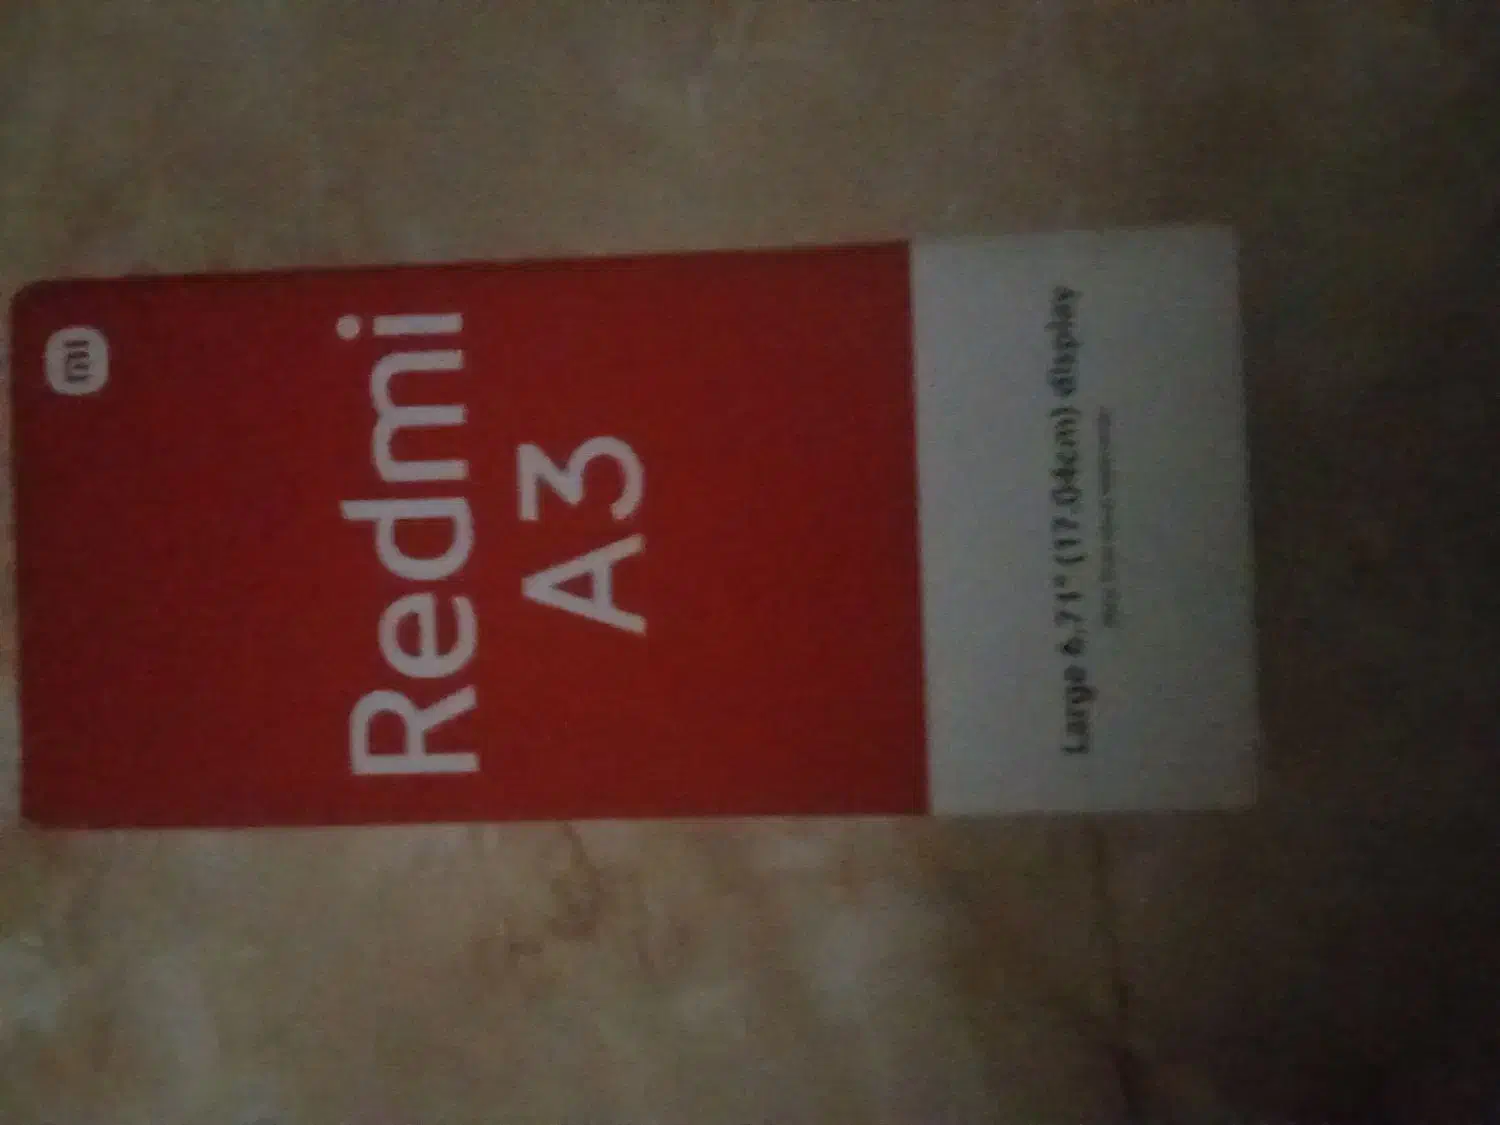 mi
Redmi
A3
Large 6.71" (17.04cm) display